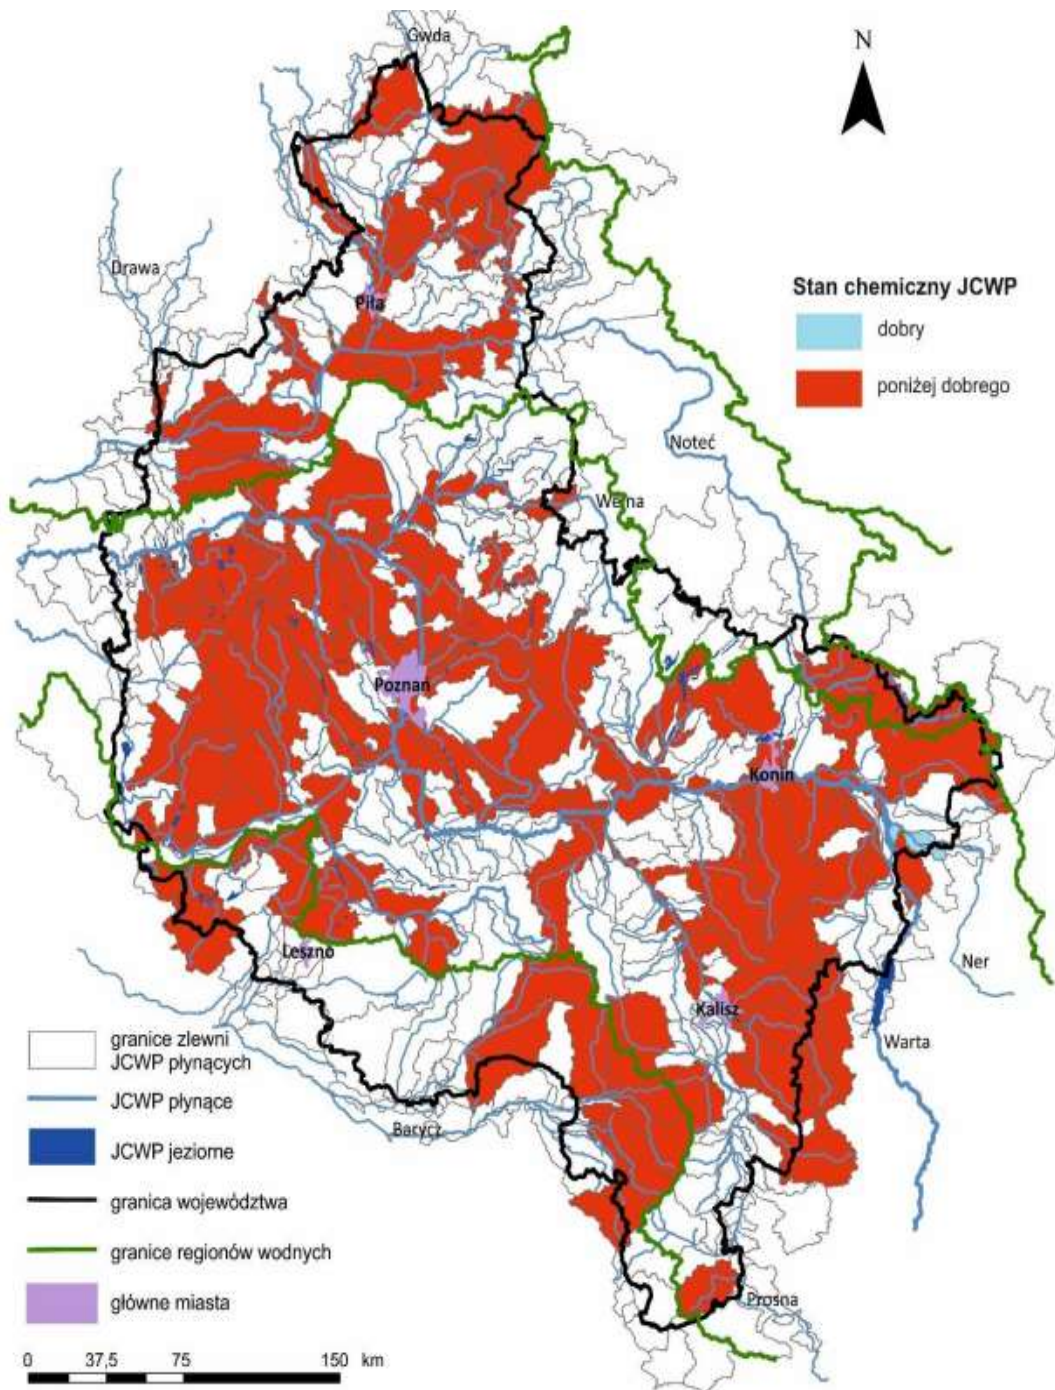 Gwda
N
Drawa
Stan chemiczny JCWP
dobry
Piła
poniżej dobrego
Noteć
Wełna
Poznan
Konin
Leszno
Ner
Kalisz
granice zlewni
JCWP płynących
Warta
JCWP płynące
Barycz
JCWP jeziorne
granica województwa
granice regionów wodnych
główne miasta
Prosna
0 37,5 75 150 km